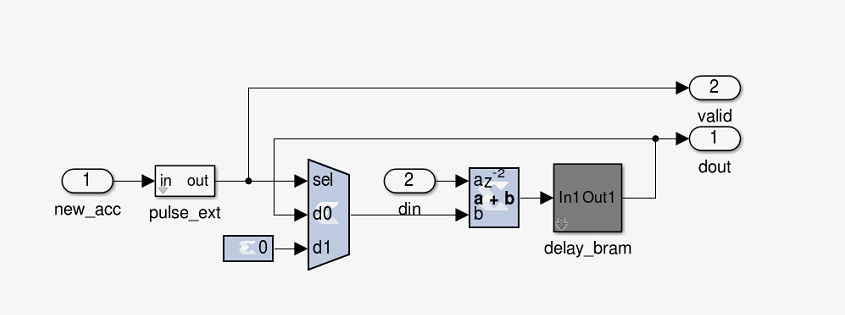 2
valid
1
dout
1
new_acc
in out
pulse_ext
sel
d0
d1
0
2
din
a z-2
a + b
b
In1 Out1
delay_bram